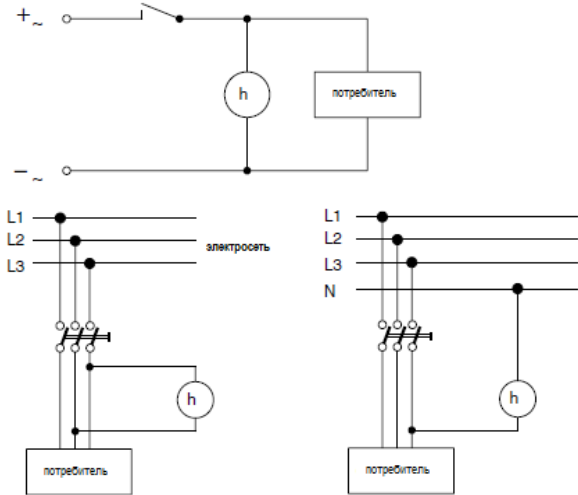 + ~
h
потребитель
− ~
L1
L2
L3
электросеть
h
потребитель
L1
L2
L3
N
h
потребитель